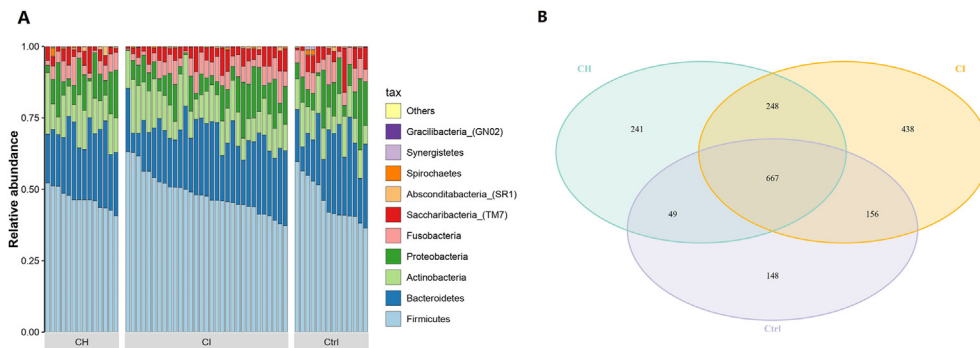 A
Relative abundance
1.00
0.75
0.50
0.25
0.00
CH
CI
Ctrl
tax
Others
Gracilibacteria_(GN02)
Synergistetes
Spirochaetes
Absconditabacteria_(SR1)
Saccharibacteria_(TM7)
Fusobacteria
Proteobacteria
Actinobacteria
Bacteroidetes
Firmicutes
B
CH
CI
248
241
438
667
49
156
148
Ctrl